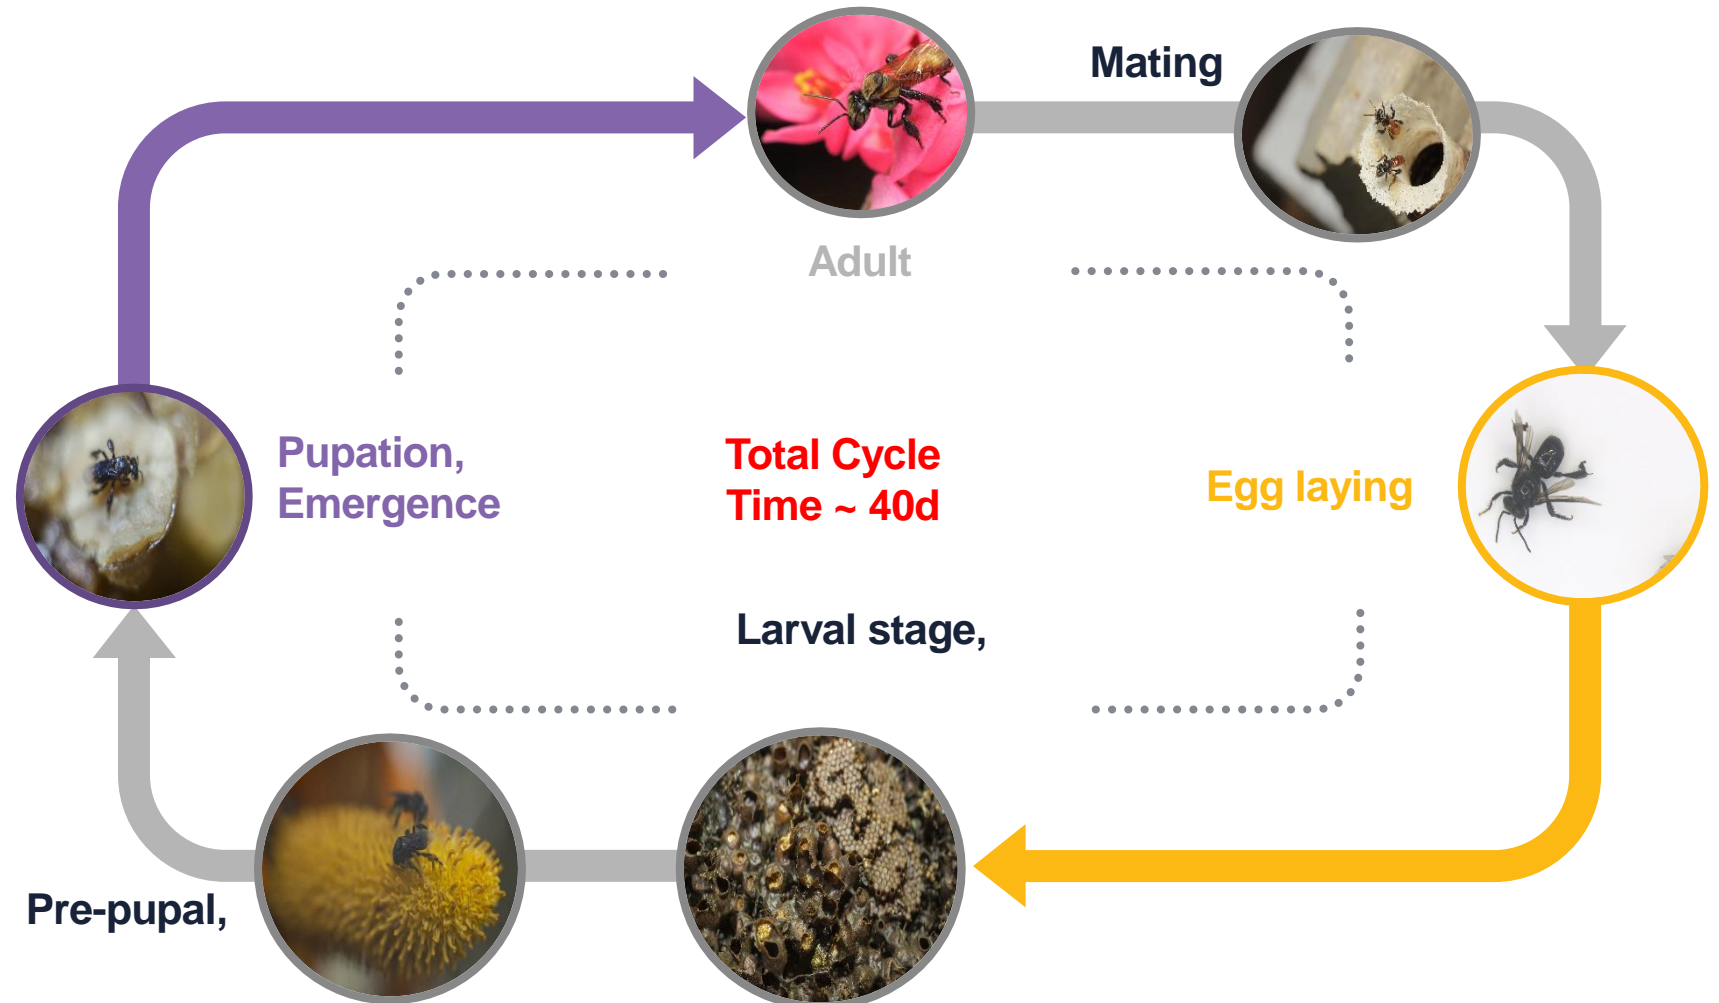 Mating
Adult
Pupation,
Emergence
Total Cycle
Time ~ 40d
Egg laying
Larval stage,
Pre-pupal,